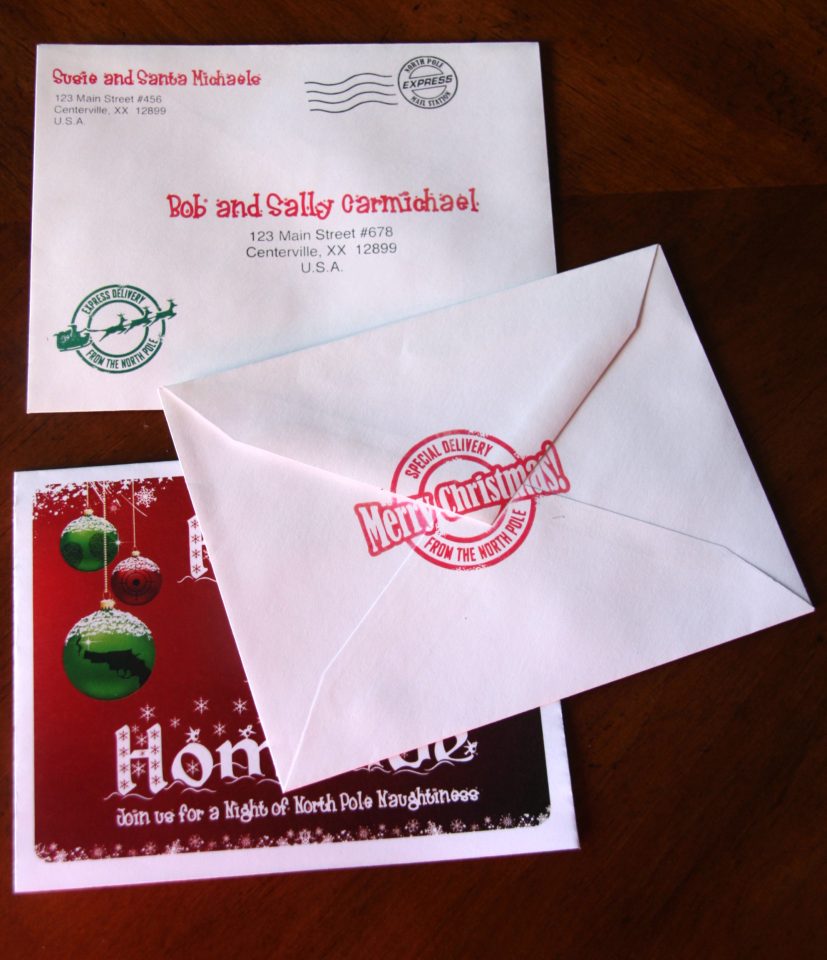 Susie and Santa Michaels
123 Main Street #456
Centerville, XX 12899
U.S.A.
NORTH POLE
EXPRESS
MAIL STATION
Bob and Sally Carmichael
123 Main Street #678
Centerville, XX 12899
U.S.A.
EXPRESS DELIVERY
FROM THE NORTH POLE
SPECIAL DELIVERY
Merry Christmas!
FROM THE NORTH POLE
Join us for a Night of North Pole Naughtiness